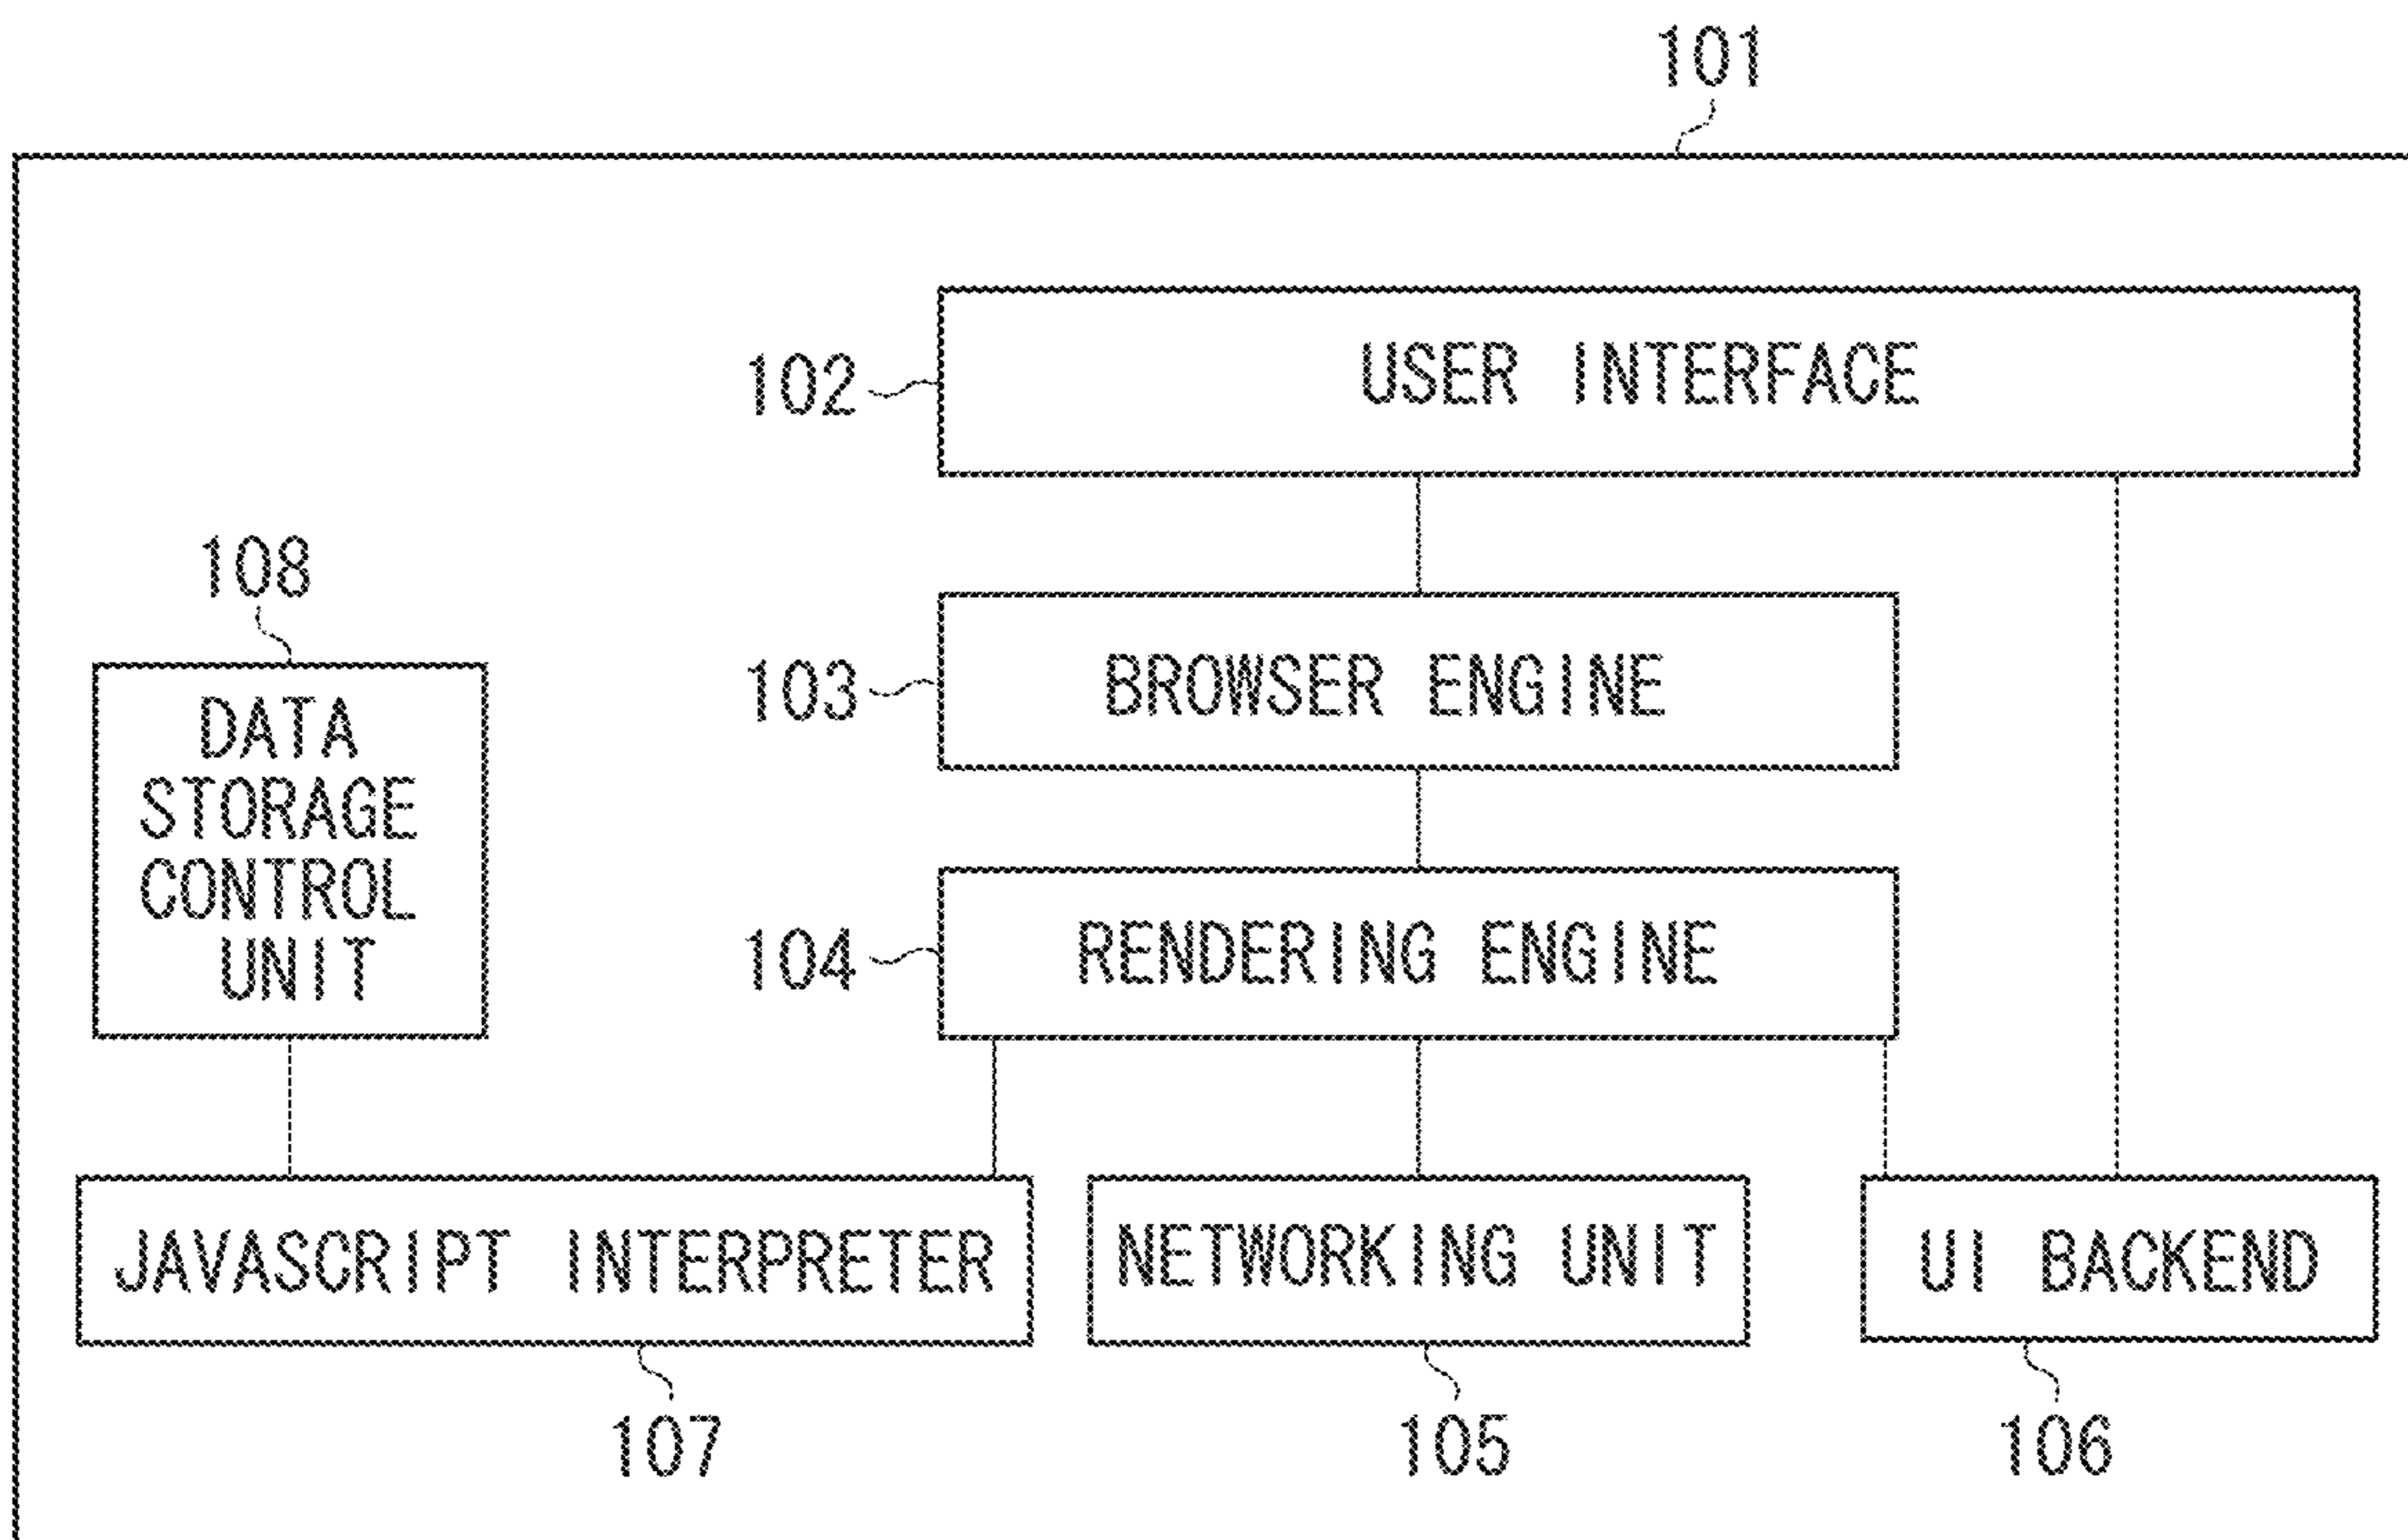 101
102
USER INTERFACE
108
103
BROWSER ENGINE
DATA
STORAGE
CONTROL
UNIT
104
RENDERING ENGINE
JAVASCRIPT INTERPRETER
NETWORKING UNIT
UI BACKEND
107
105
106